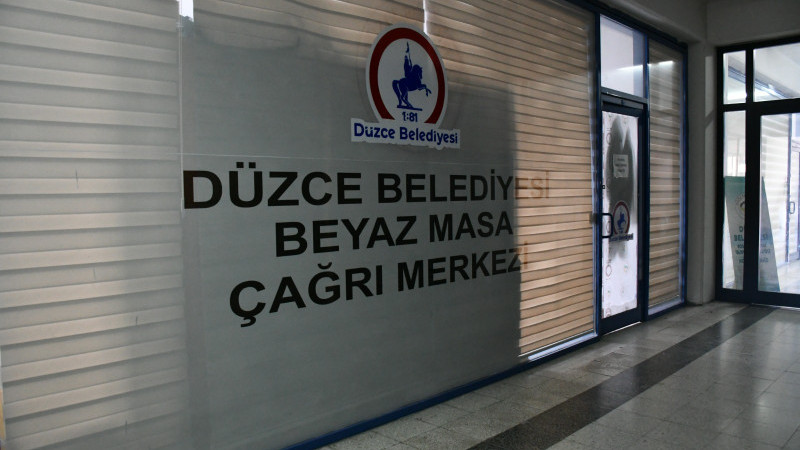 1:81
Düzce Belediyesi
DÜZCE BELEDİYESİ
BEYAZ MASA
ÇAĞRI MERKEZİ